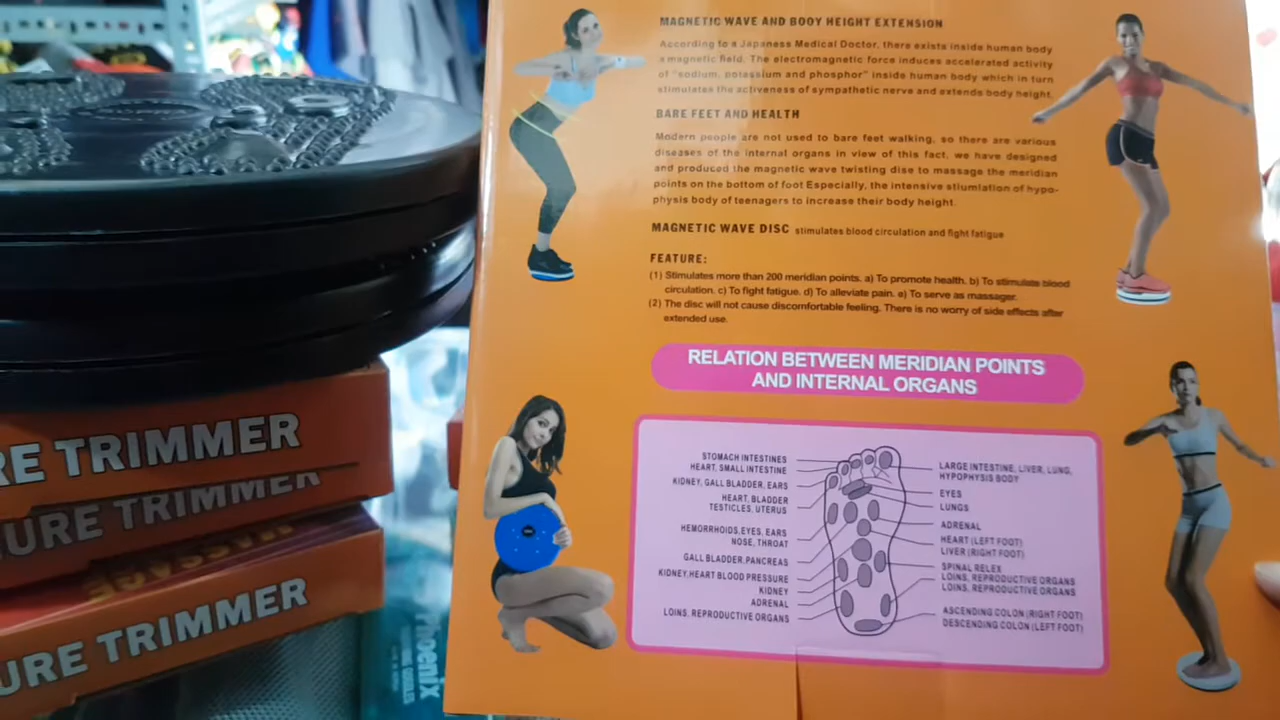 MAGNETIC WAVE AND BODY HEIGHT EXTENSION
According to a Japaness Medical Doctor, there exists inside human body
a magnetic field. The electromagnetic force induces accelerated activity
of "sodium, potassium and phosphor" inside human body which in turn
stimulates the activeness of sympathetic nerve and extends body height.
BARE FEET AND HEALTH
Modern people are not used to bare feet walking, so there are various
diseases of the internal organs in view of this fact, we have designed
and produced the magnetic wave twisting dise to massage the meridian
points on the bottom of foot Especially, the intensive stiumlation of hypo-
physis body of teenagers to increase their body height.
MAGNETIC WAVE DISC stimulates blood circulation and fight fatigue
FEATURE:
(1) Stimulates more than 200 meridian points. a) To promote health. b) To stimulate blood
circulation. c) To fight fatigue. d) To alleviate pain. e) To serve as massager.
(2) The disc will not cause discomfortable feeling. There is no worry of side effects after
extended use.
RELATION BETWEEN MERIDIAN POINTS
AND INTERNAL ORGANS
STOMACH INTESTINES
HEART, SMALL INTESTINE
KIDNEY, GALL BLADDER, EARS
HEART, BLADDER
TESTICLES, UTERUS
HEMORRHOIDS, EYES, EARS
NOSE, THROAT
GALL BLADDER, PANCREAS
KIDNEY, HEART BLOOD PRESSURE
KIDNEY
ADRENAL
LOINS, REPRODUCTIVE ORGANS
LARGE INTESTINE, LIVER, LUNG,
HYPOPHYSIS BODY
EYES
LUNGS
ADRENAL
HEART (LEFT FOOT)
LIVER (RIGHT FOOT)
SPINAL RELEX
LOINS, REPRODUCTIVE ORGANS
LOINS, REPRODUCTIVE ORGANS
ASCENDING COLON (RIGHT FOOT)
DESCENDING COLON (LEFT FOOT)
RE TRIMMER
URE TRIMMER
URE TRIMMER
Phoenix